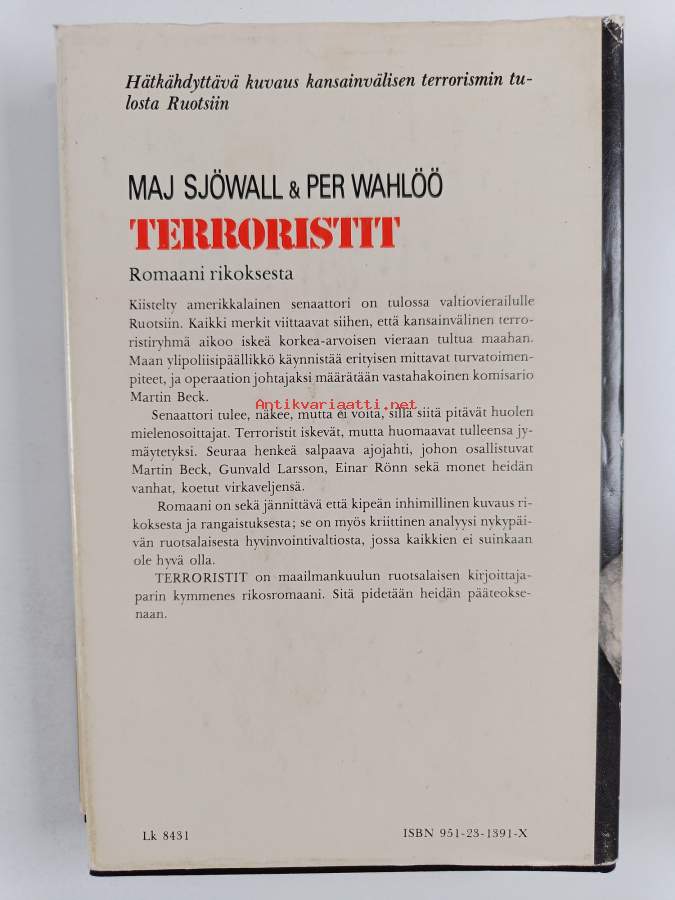 Hätkähdyttävä kuvaus kansainvälisen terrorismin tu-
losta Ruotsiin
MAJ SJÖWALL & PER WAHLÖÖ
TERRORISTIT
Romaani rikoksesta
Kiistelty amerikkalainen senaattori on tulossa valtiovierailulle
Ruotsiin. Kaikki merkit viittaavat siihen, että kansainvälinen terro-
ristiryhmä aikoo iskeä korkea-arvoisen vieraan tultua maahan.
Maan ylipoliisipäällikkö käynnistää erityisen mittavat turvatoimen-
piteet, ja operaation johtajaksi määrätään vastahakoinen komisario
Martin Beck.
Antikvariaatti.net
Senaattori tulee, näkee, mutta ei voita, sillä siitä pitävät huolen
mielenosoittajat. Terroristit iskevät, mutta huomaavat tulleensa jy-
mäytetyksi. Seuraa henkeä salpaava ajojahti, johon osallistuvat
Martin Beck, Gunvald Larsson, Einar Rönn sekä monet heidän
vanhat, koetut virkaveljensä.
Romaani on sekä jännittävä että kipeän inhimillinen kuvaus ri-
koksesta ja rangaistuksesta; se on myös kriittinen analyysi nykypäi-
vän ruotsalaisesta hyvinvointivaltiosta, jossa kaikkien ei suinkaan
ole hyvä olla.
TERRORISTIT on maailmankuulun ruotsalaisen kirjoittaja-
parin kymmenes rikosromaani. Sitä pidetään heidän pääteokse-
naan.
Lk 8431
ISBN 951-23-1391-X